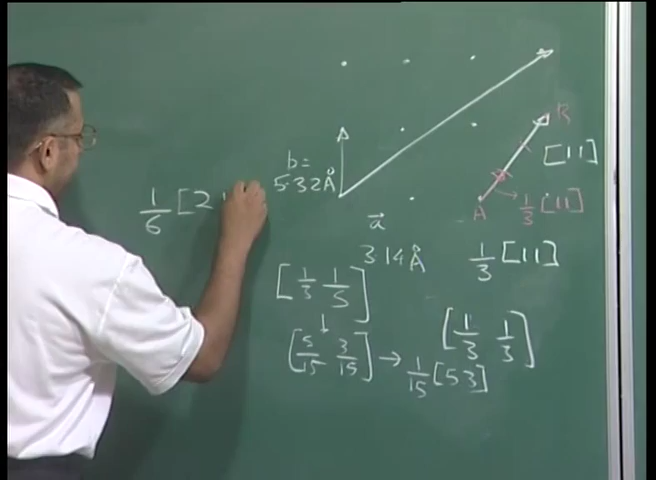 b=
5.32Å
a⃗
3.14Å
B
[11]
A
1/3 [11]
1/3 [11]
1/6 [2
[1/3 1/5]
↓
[5/15 3/15] → 1/15 [53]
[1/3 1/3]